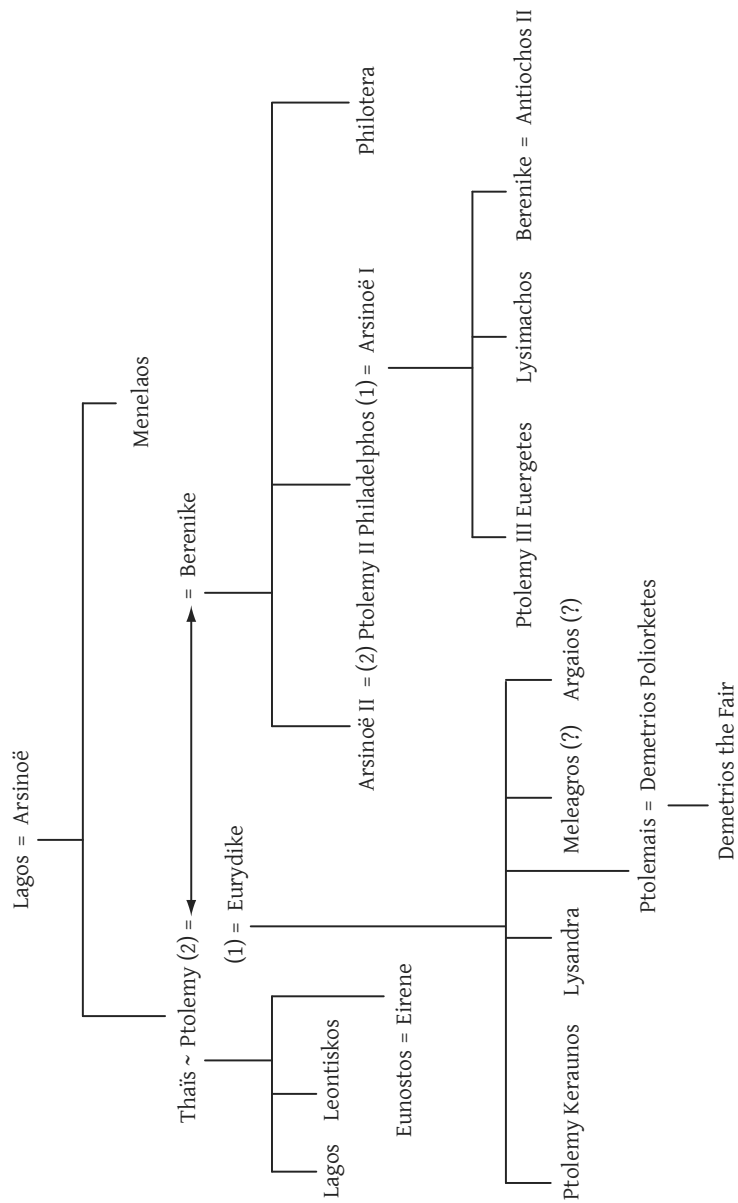 Lagos = Arsinoë
Menelaos
Thaïs ~ Ptolemy (2) = = Berenike
(1) = Eurydike
Lagos Leontiskos
Eunostos = Eirene
Arsinoë II = (2) Ptolemy II Philadelphos (1) = Arsinoë I
Philotera
Ptolemy III Euergetes Lysimachos Berenike = Antiochos II
Ptolemy Keraunos Lysandra Meleagros (?) Argaios (?)
Ptolemais = Demetrios Poliorketes
Demetrios the Fair